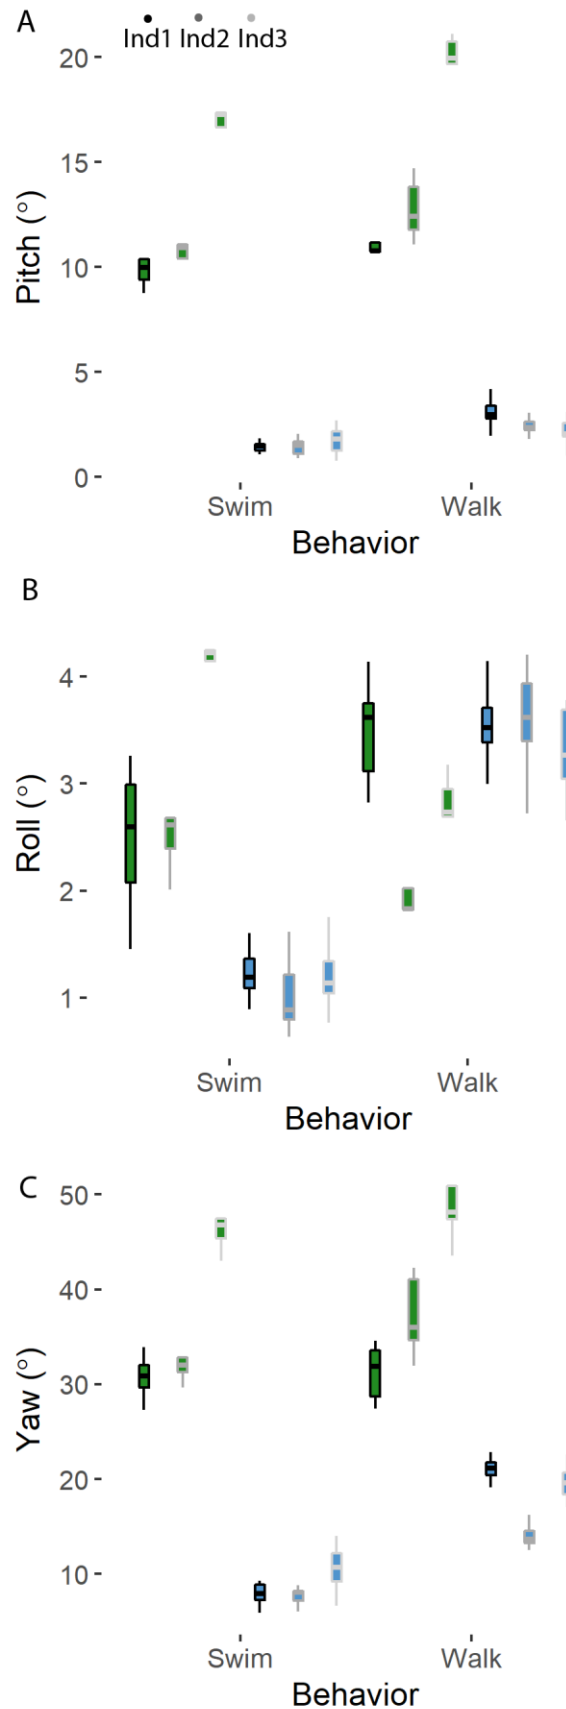 A
Ind1 Ind2 Ind3
20
15
10
5
0
Pitch (°)
Swim Walk
Behavior
B
4
3
2
1
Roll (°)
Swim Walk
Behavior
C
50
40
30
20
10
Yaw (°)
Swim Walk
Behavior